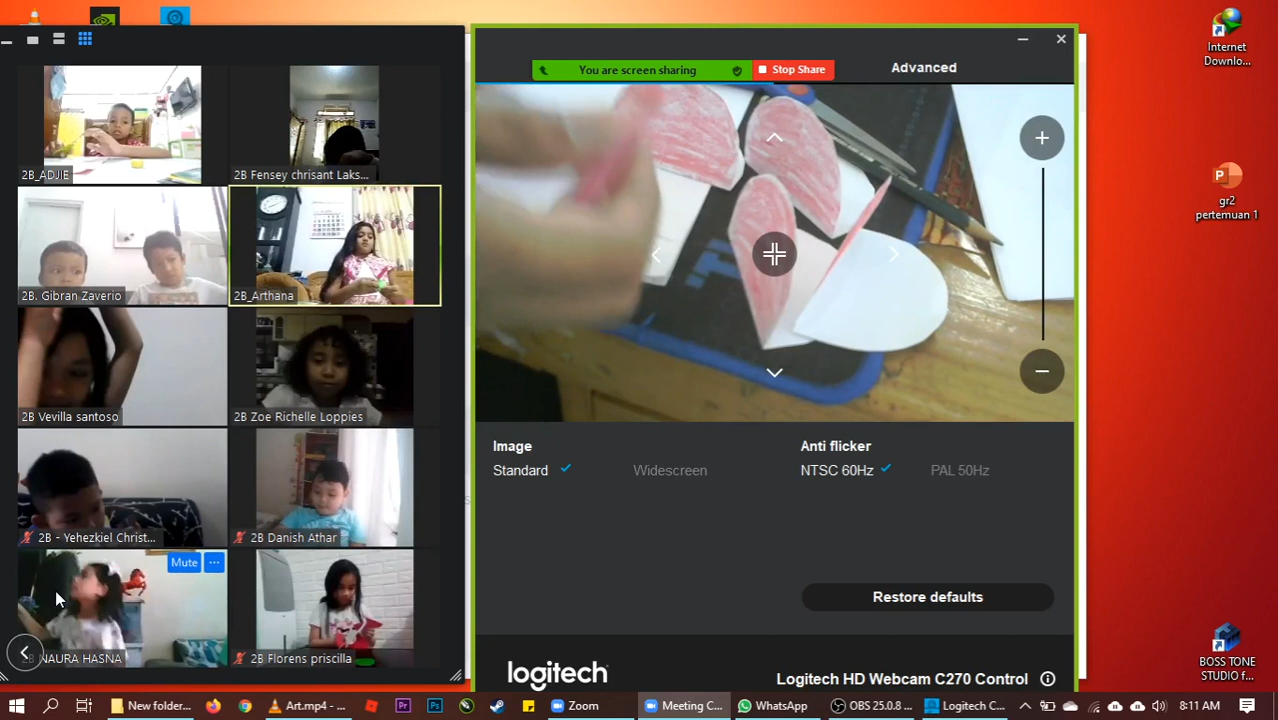 You are screen sharing
Stop Share
Advanced
2B_ADJIE
2B Fensey chrisant Laks...
2B. Gibran Zaverio
2B_Arthana
2B Vevilla santoso
2B Zoe Richelle Loppies
2B - Yehezkiel Christ...
2B Danish Athar
Mute
NAURA HASNA
2B Florens priscilla
Image
Standard
Widescreen
Anti flicker
NTSC 60Hz
PAL 50Hz
Restore defaults
logitech
Logitech HD Webcam C270 Control
Internet
Downlo...
gr2
pertemuan 1
BOSS TONE
STUDIO f...
New folder...
Art.mp4 - ...
Zoom
Meeting C...
WhatsApp
OBS 25.0.8 ...
Logitech C...
8:11 AM